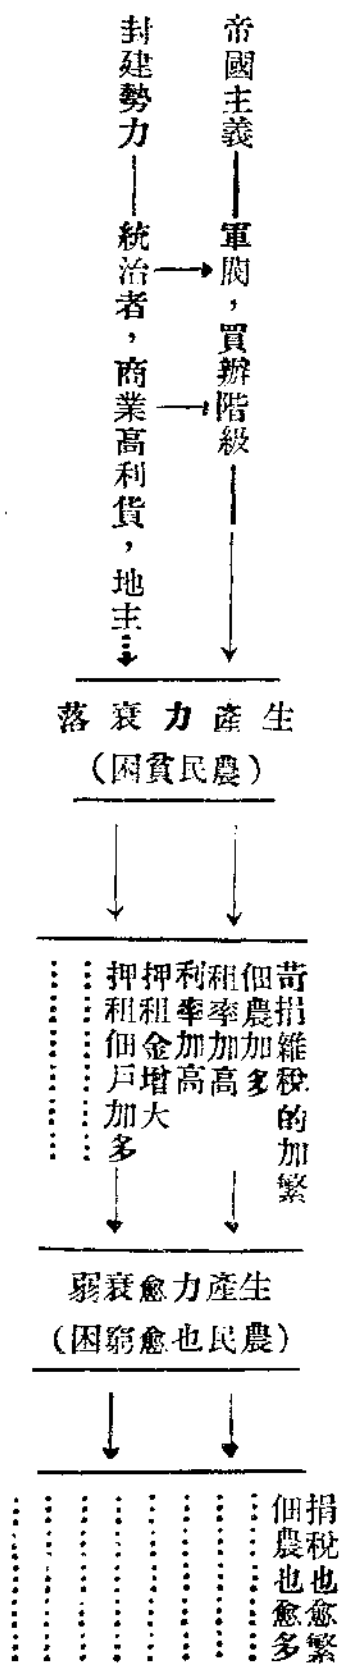 帝國主義——軍閥，買辦階級
封建勢力——統治者，商業高利貸，地主
生產力衰落
（農民貧困）
苛捐雜稅的加繁
佃農加多
租率加高
利率加高
押租金增大
押租佃戶加多
…………
…………
生產力愈衰弱
（農民也愈窮困）
捐稅也愈繁
佃農也愈多
…………
…………
…………
…………
…………
…………
…………
…………